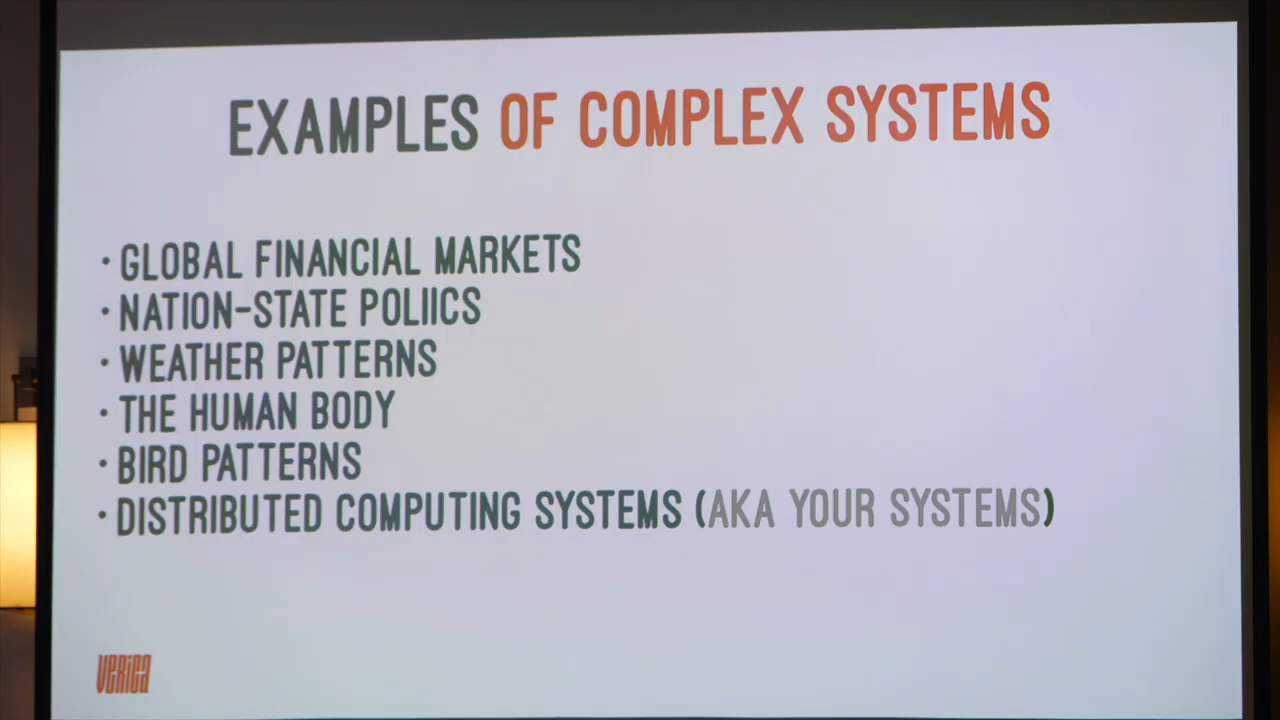 EXAMPLES OF COMPLEX SYSTEMS
· GLOBAL FINANCIAL MARKETS
· NATION-STATE POLIICS
· WEATHER PATTERNS
· THE HUMAN BODY
· BIRD PATTERNS
· DISTRIBUTED COMPUTING SYSTEMS (AKA YOUR SYSTEMS)
VERICA